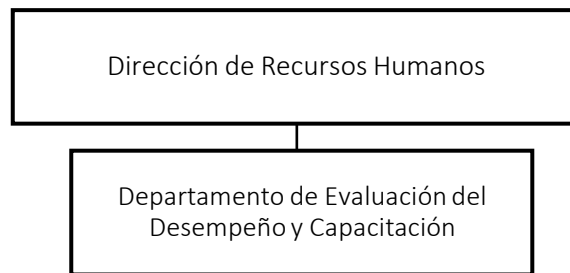 Dirección de Recursos Humanos
Departamento de Evaluación del
Desempeño y Capacitación